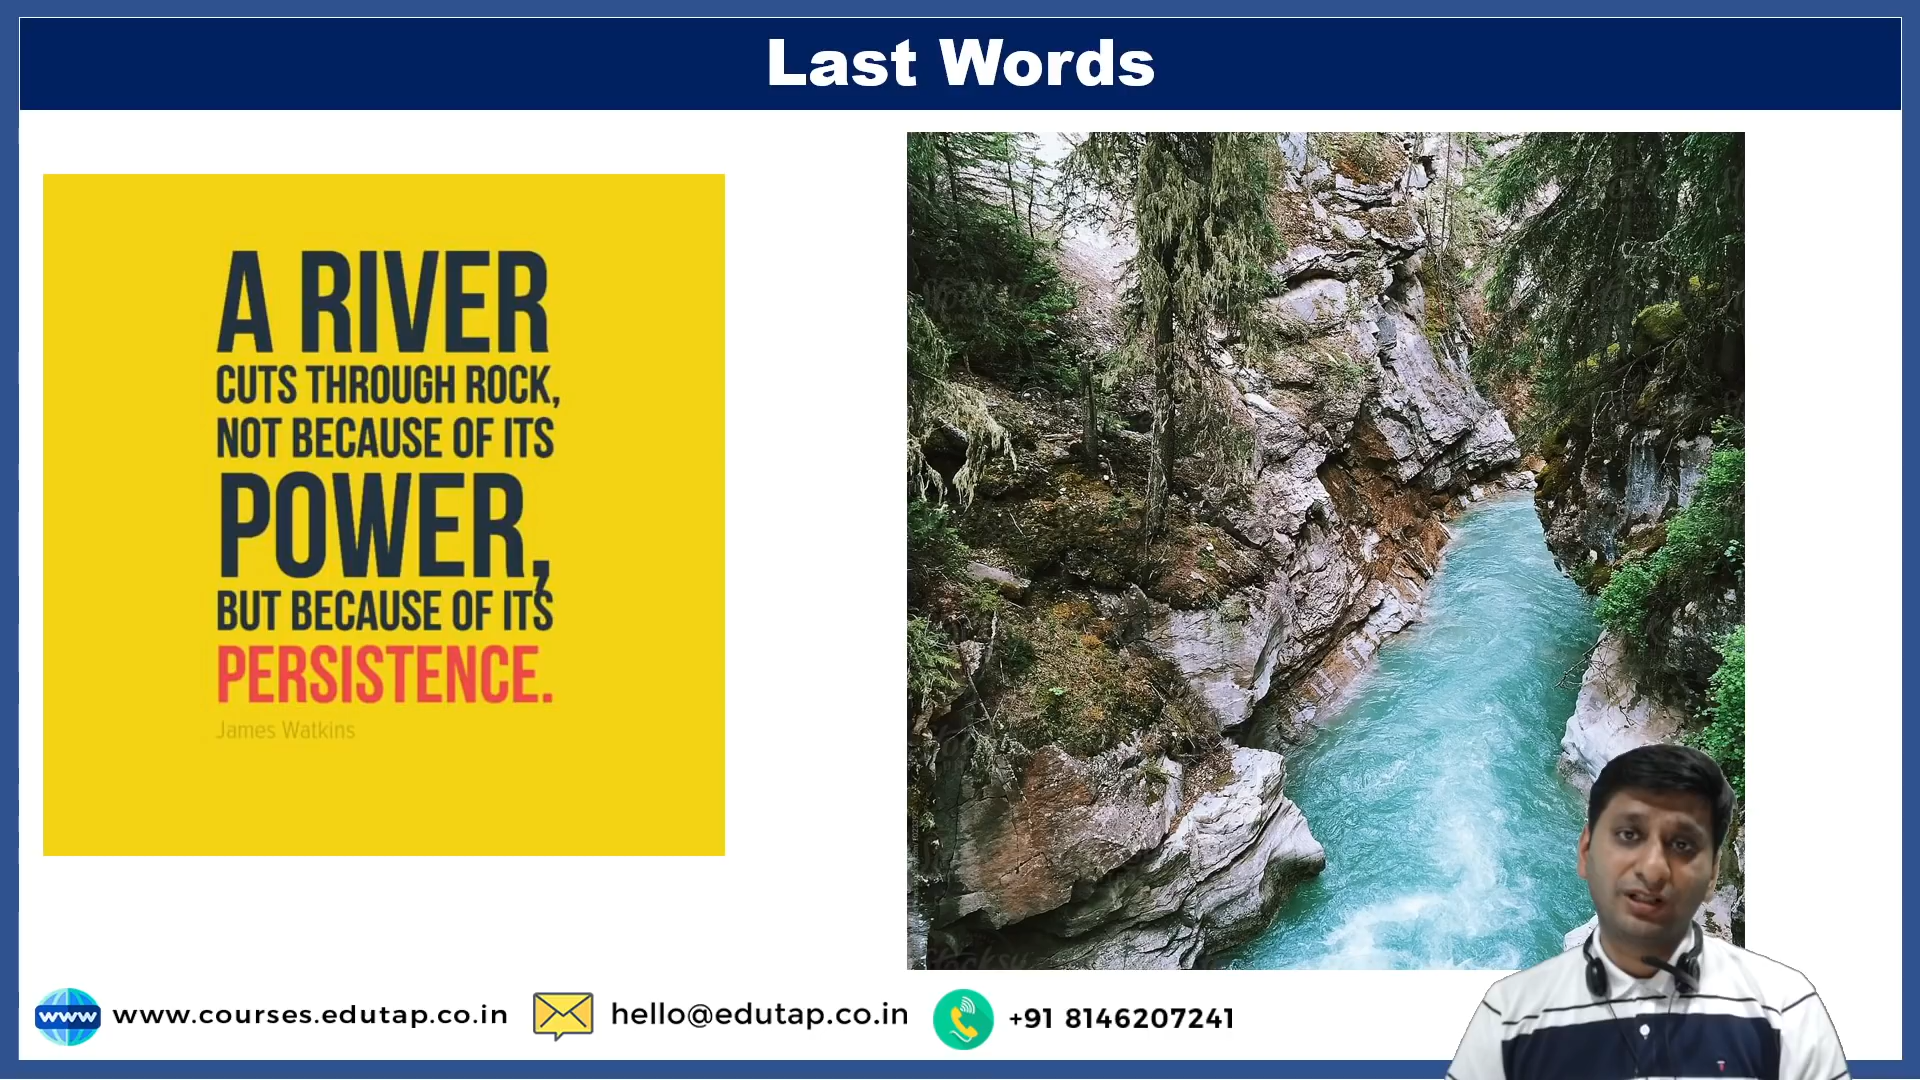 Last Words
A RIVER
CUTS THROUGH ROCK,
NOT BECAUSE OF ITS
POWER,
BUT BECAUSE OF ITS
PERSISTENCE.
James Watkins
www www.courses.edutap.co.in hello@edutap.co.in +91 8146207241